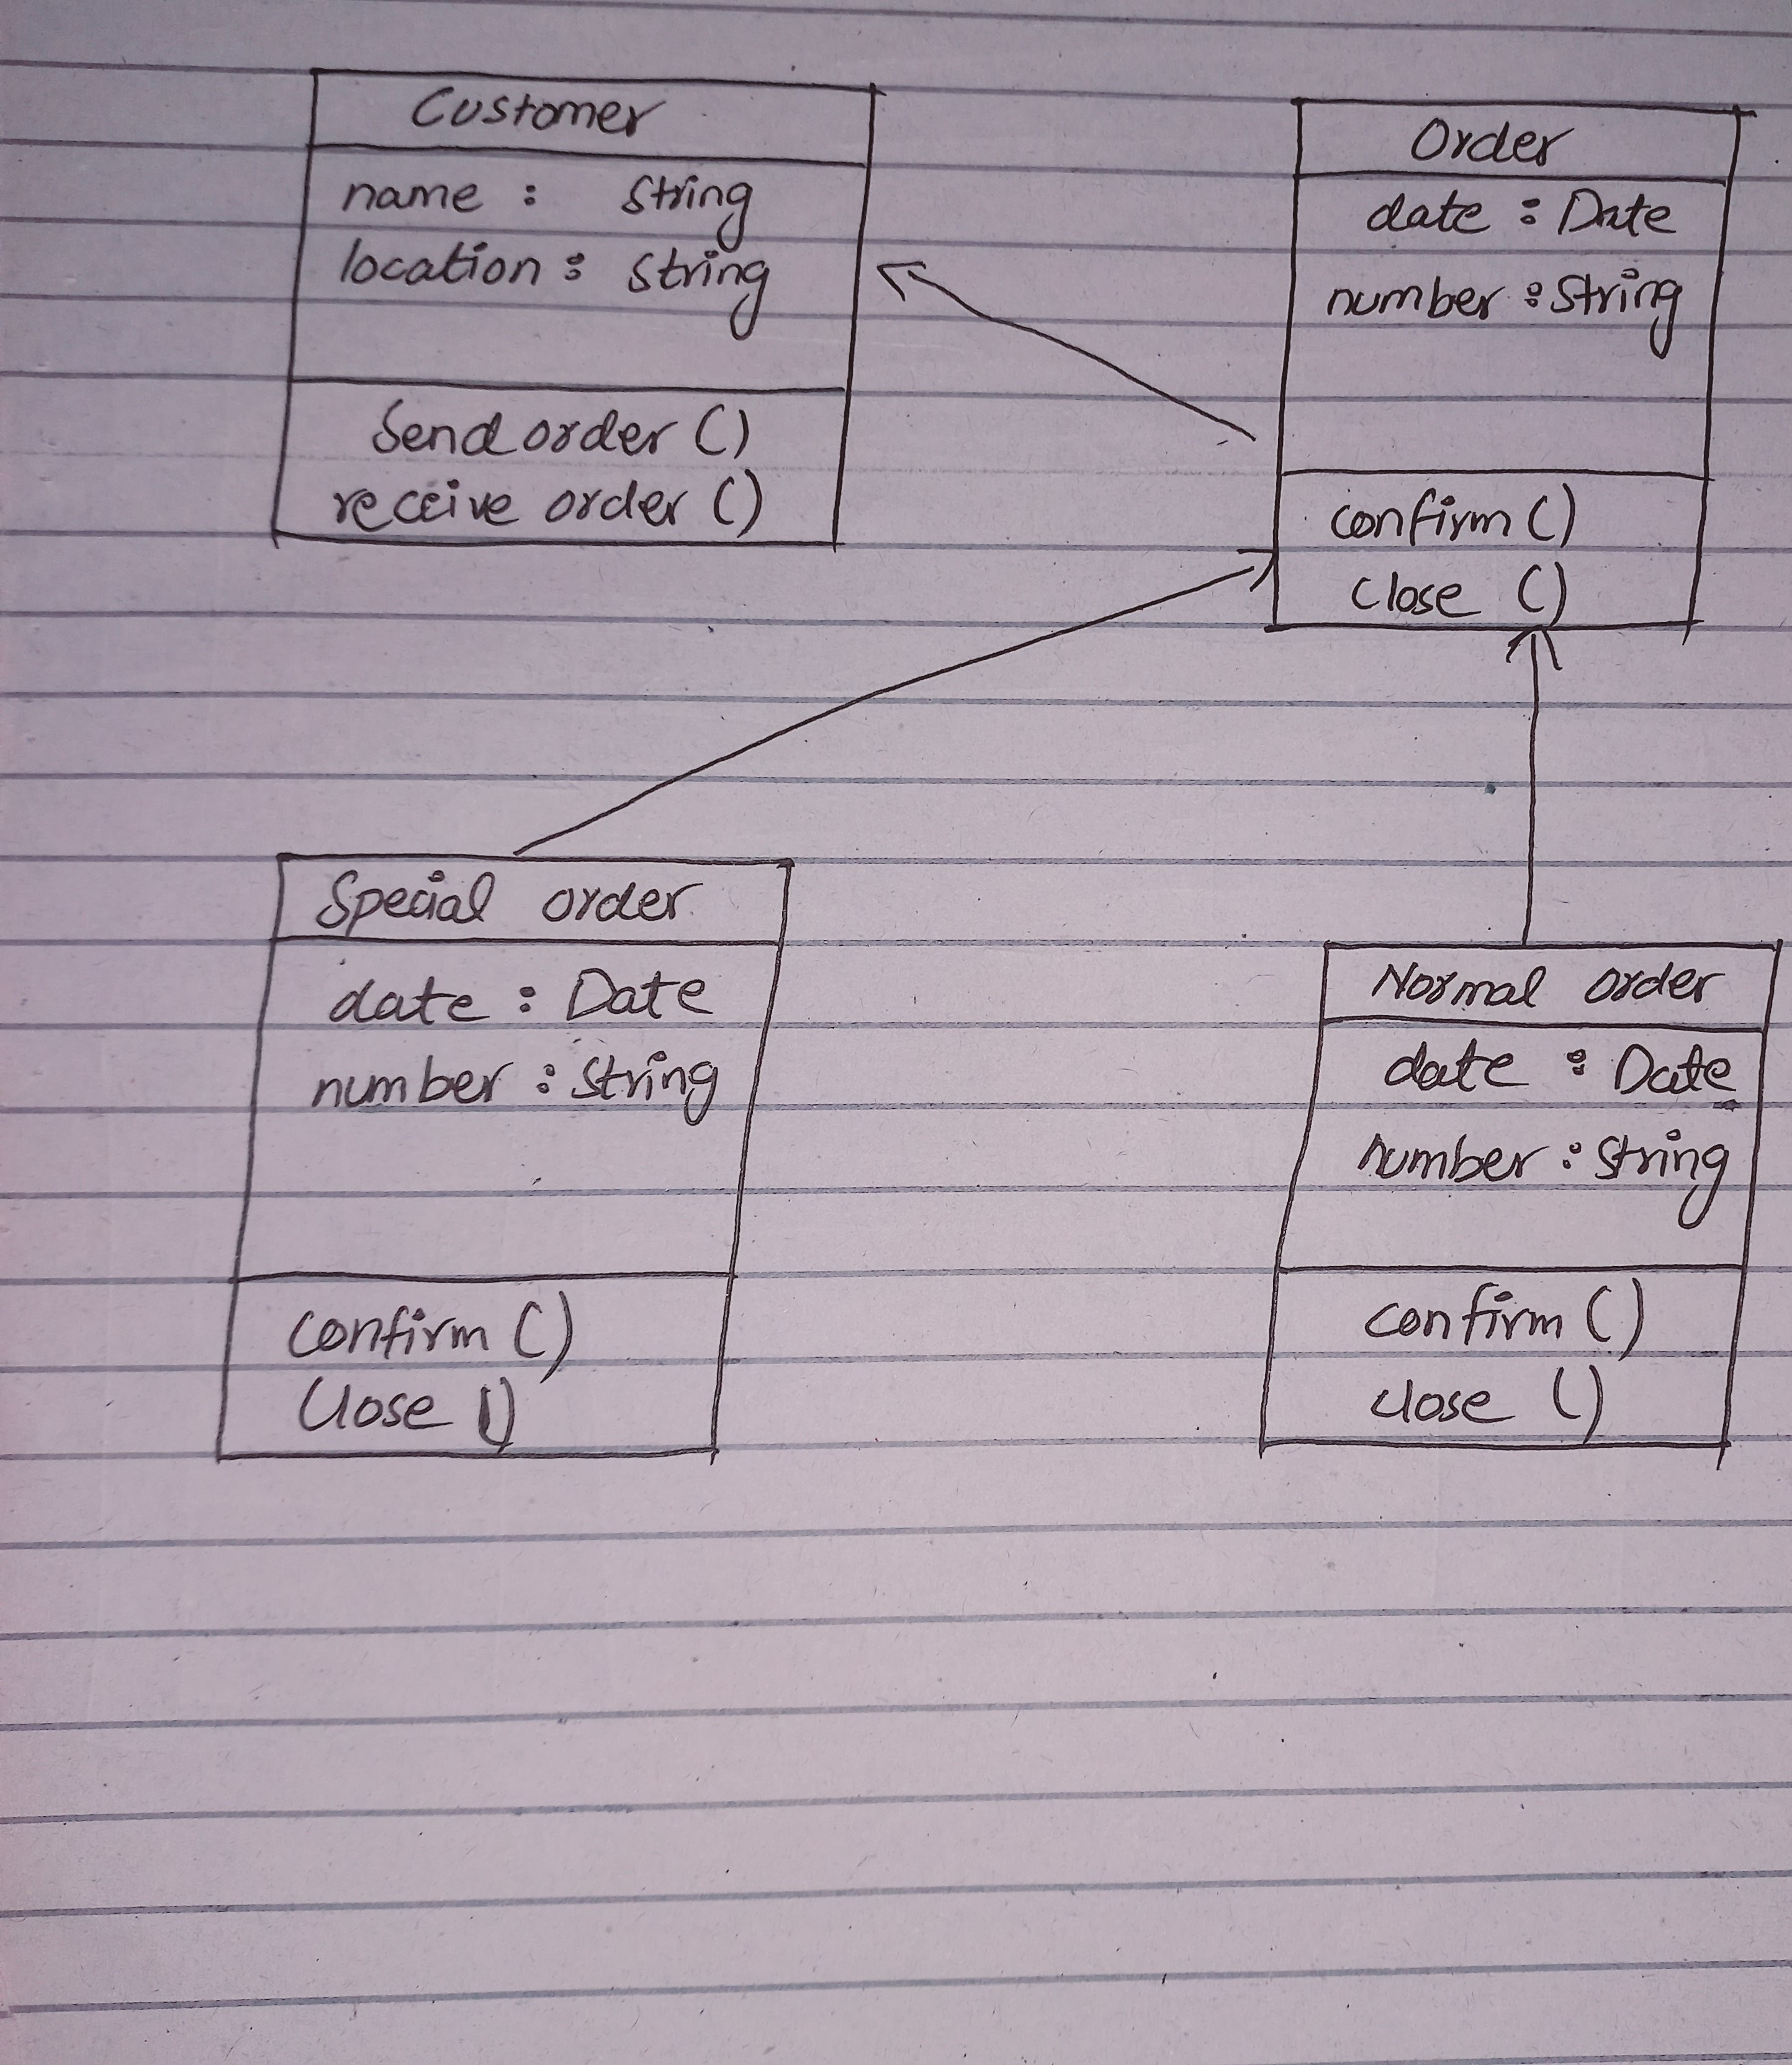 Customer
name : String
location : String
Send order ()
receive order ()
Order
date : Date
number : String
confirm ()
close ()
Special order
date : Date
number : String
confirm ()
Close ()
Normal order
date : Date
number : String
confirm ()
close ()